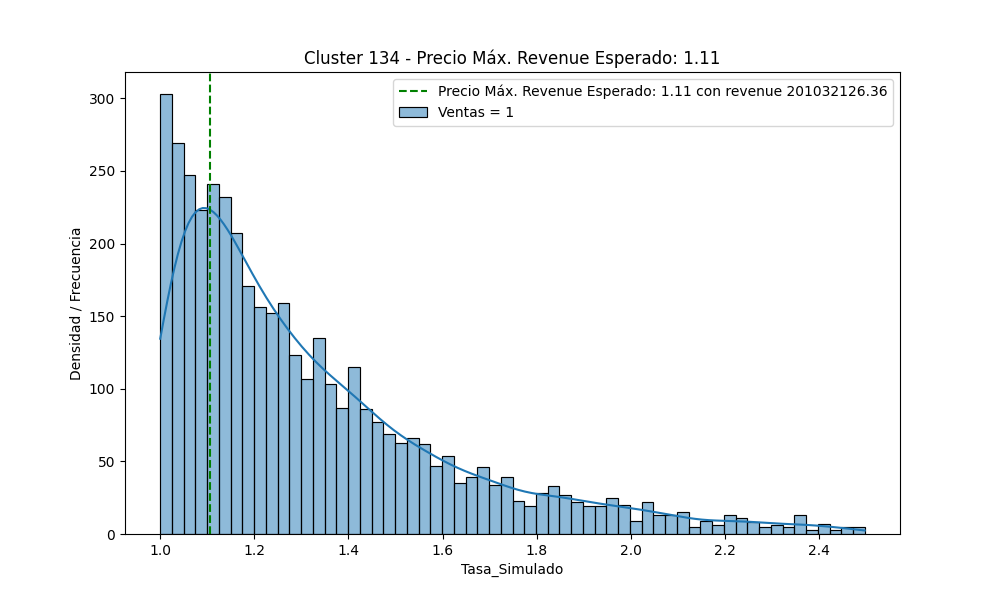 Cluster 134 - Precio Máx. Revenue Esperado: 1.11
Precio Máx. Revenue Esperado: 1.11 con revenue 201032126.36
Ventas = 1
Densidad / Frecuencia
300
250
200
150
100
50
0
1.0 1.2 1.4 1.6 1.8 2.0 2.2 2.4
Tasa_Simulado